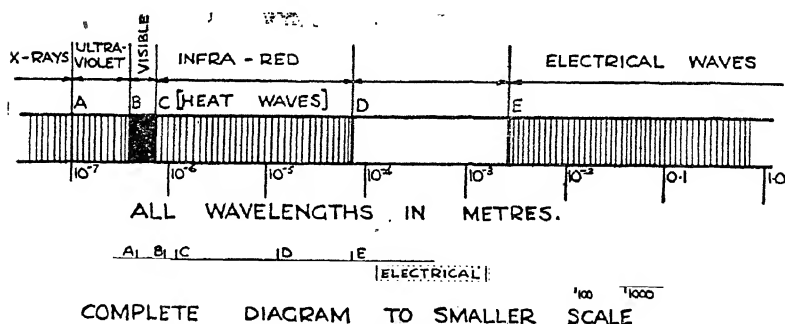 X-RAYS ULTRA-VIOLET VISIBLE INFRA - RED ELECTRICAL WAVES
A B C [HEAT WAVES] D E
10⁻⁷ 10⁻⁶ 10⁻⁵ 10⁻⁴ 10⁻³ 10⁻² 0.1 1.0
ALL WAVELENGTHS IN METRES.
A B C D E
ELECTRICAL
100 1000
COMPLETE DIAGRAM TO SMALLER SCALE